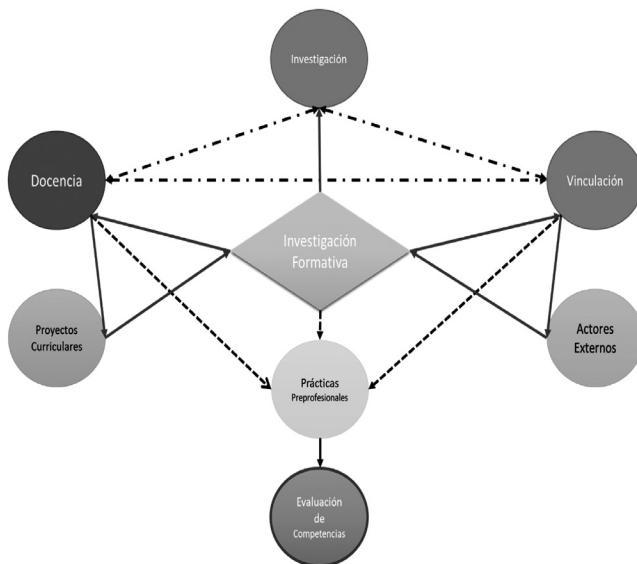 Investigación
Docencia
Vinculación
Investigación
Formativa
Proyectos
Curriculares
Actores
Externos
Prácticas
Preprofesionales
Evaluación
de
Competencias